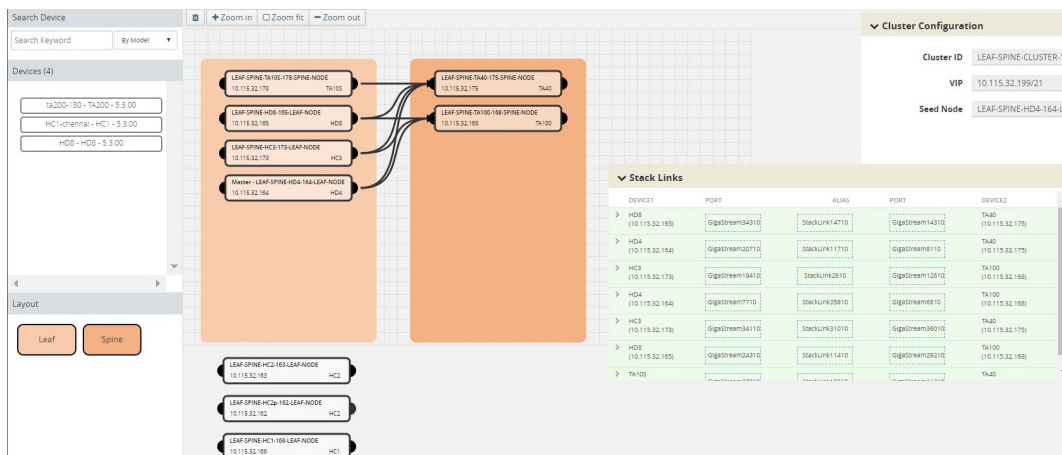 Search Device
Search Keyword By Model
Devices (4)
ta200-180 - TA200 - 5.3.00
HC1-chennai - HC1 - 5.3.00
HD8 - HD8 - 5.3.00
Layout
Leaf Spine
Zoom in Zoom fit Zoom out
LEAF-SPINE-TA10S-178-SPINE-NODE
10.115.32.178 TA10S
LEAF-SPINE-HD8-165-LEAF-NODE
10.115.32.165 HD8
LEAF-SPINE-HC3-173-LEAF-NODE
10.115.32.173 HC3
Master - LEAF-SPINE-HD4-164-LEAF-NODE
10.115.32.164 HD4
LEAF-SPINE-TA40-175-SPINE-NODE
10.115.32.175 TA40
LEAF-SPINE-TA100-168-SPINE-NODE
10.115.32.168 TA100
LEAF-SPINE-HC2-163-LEAF-NODE
10.115.32.163 HC2
LEAF-SPINE-HC2p-162-LEAF-NODE
10.115.32.162 HC2
LEAF-SPINE-HC1-169-LEAF-NODE
10.115.32.169 HC1
Cluster Configuration
Cluster ID LEAF-SPINE-CLUSTER-
VIP 10.115.32.199/21
Seed Node LEAF-SPINE-HD4-164-L
Stack Links
DEVICE1 PORT ALIAS PORT DEVICE2
HD8 TA40
(10.115.32.165) GigaStream34310 StackLink14710 GigaStream14310 (10.115.32.175)
HD4 TA40
(10.115.32.164) GigaStream20710 StackLink11710 GigaStream8110 (10.115.32.175)
HC3 TA100
(10.115.32.173) GigaStream19410 StackLink2610 GigaStream12610 (10.115.32.168)
HD4 TA100
(10.115.32.164) GigaStream7710 StackLink35810 GigaStream6810 (10.115.32.168)
HC3 TA40
(10.115.32.173) GigaStream34110 StackLink31010 GigaStream36010 (10.115.32.175)
HD8 TA100
(10.115.32.165) GigaStream24310 StackLink11410 GigaStream29210 (10.115.32.168)
TA10S TA40